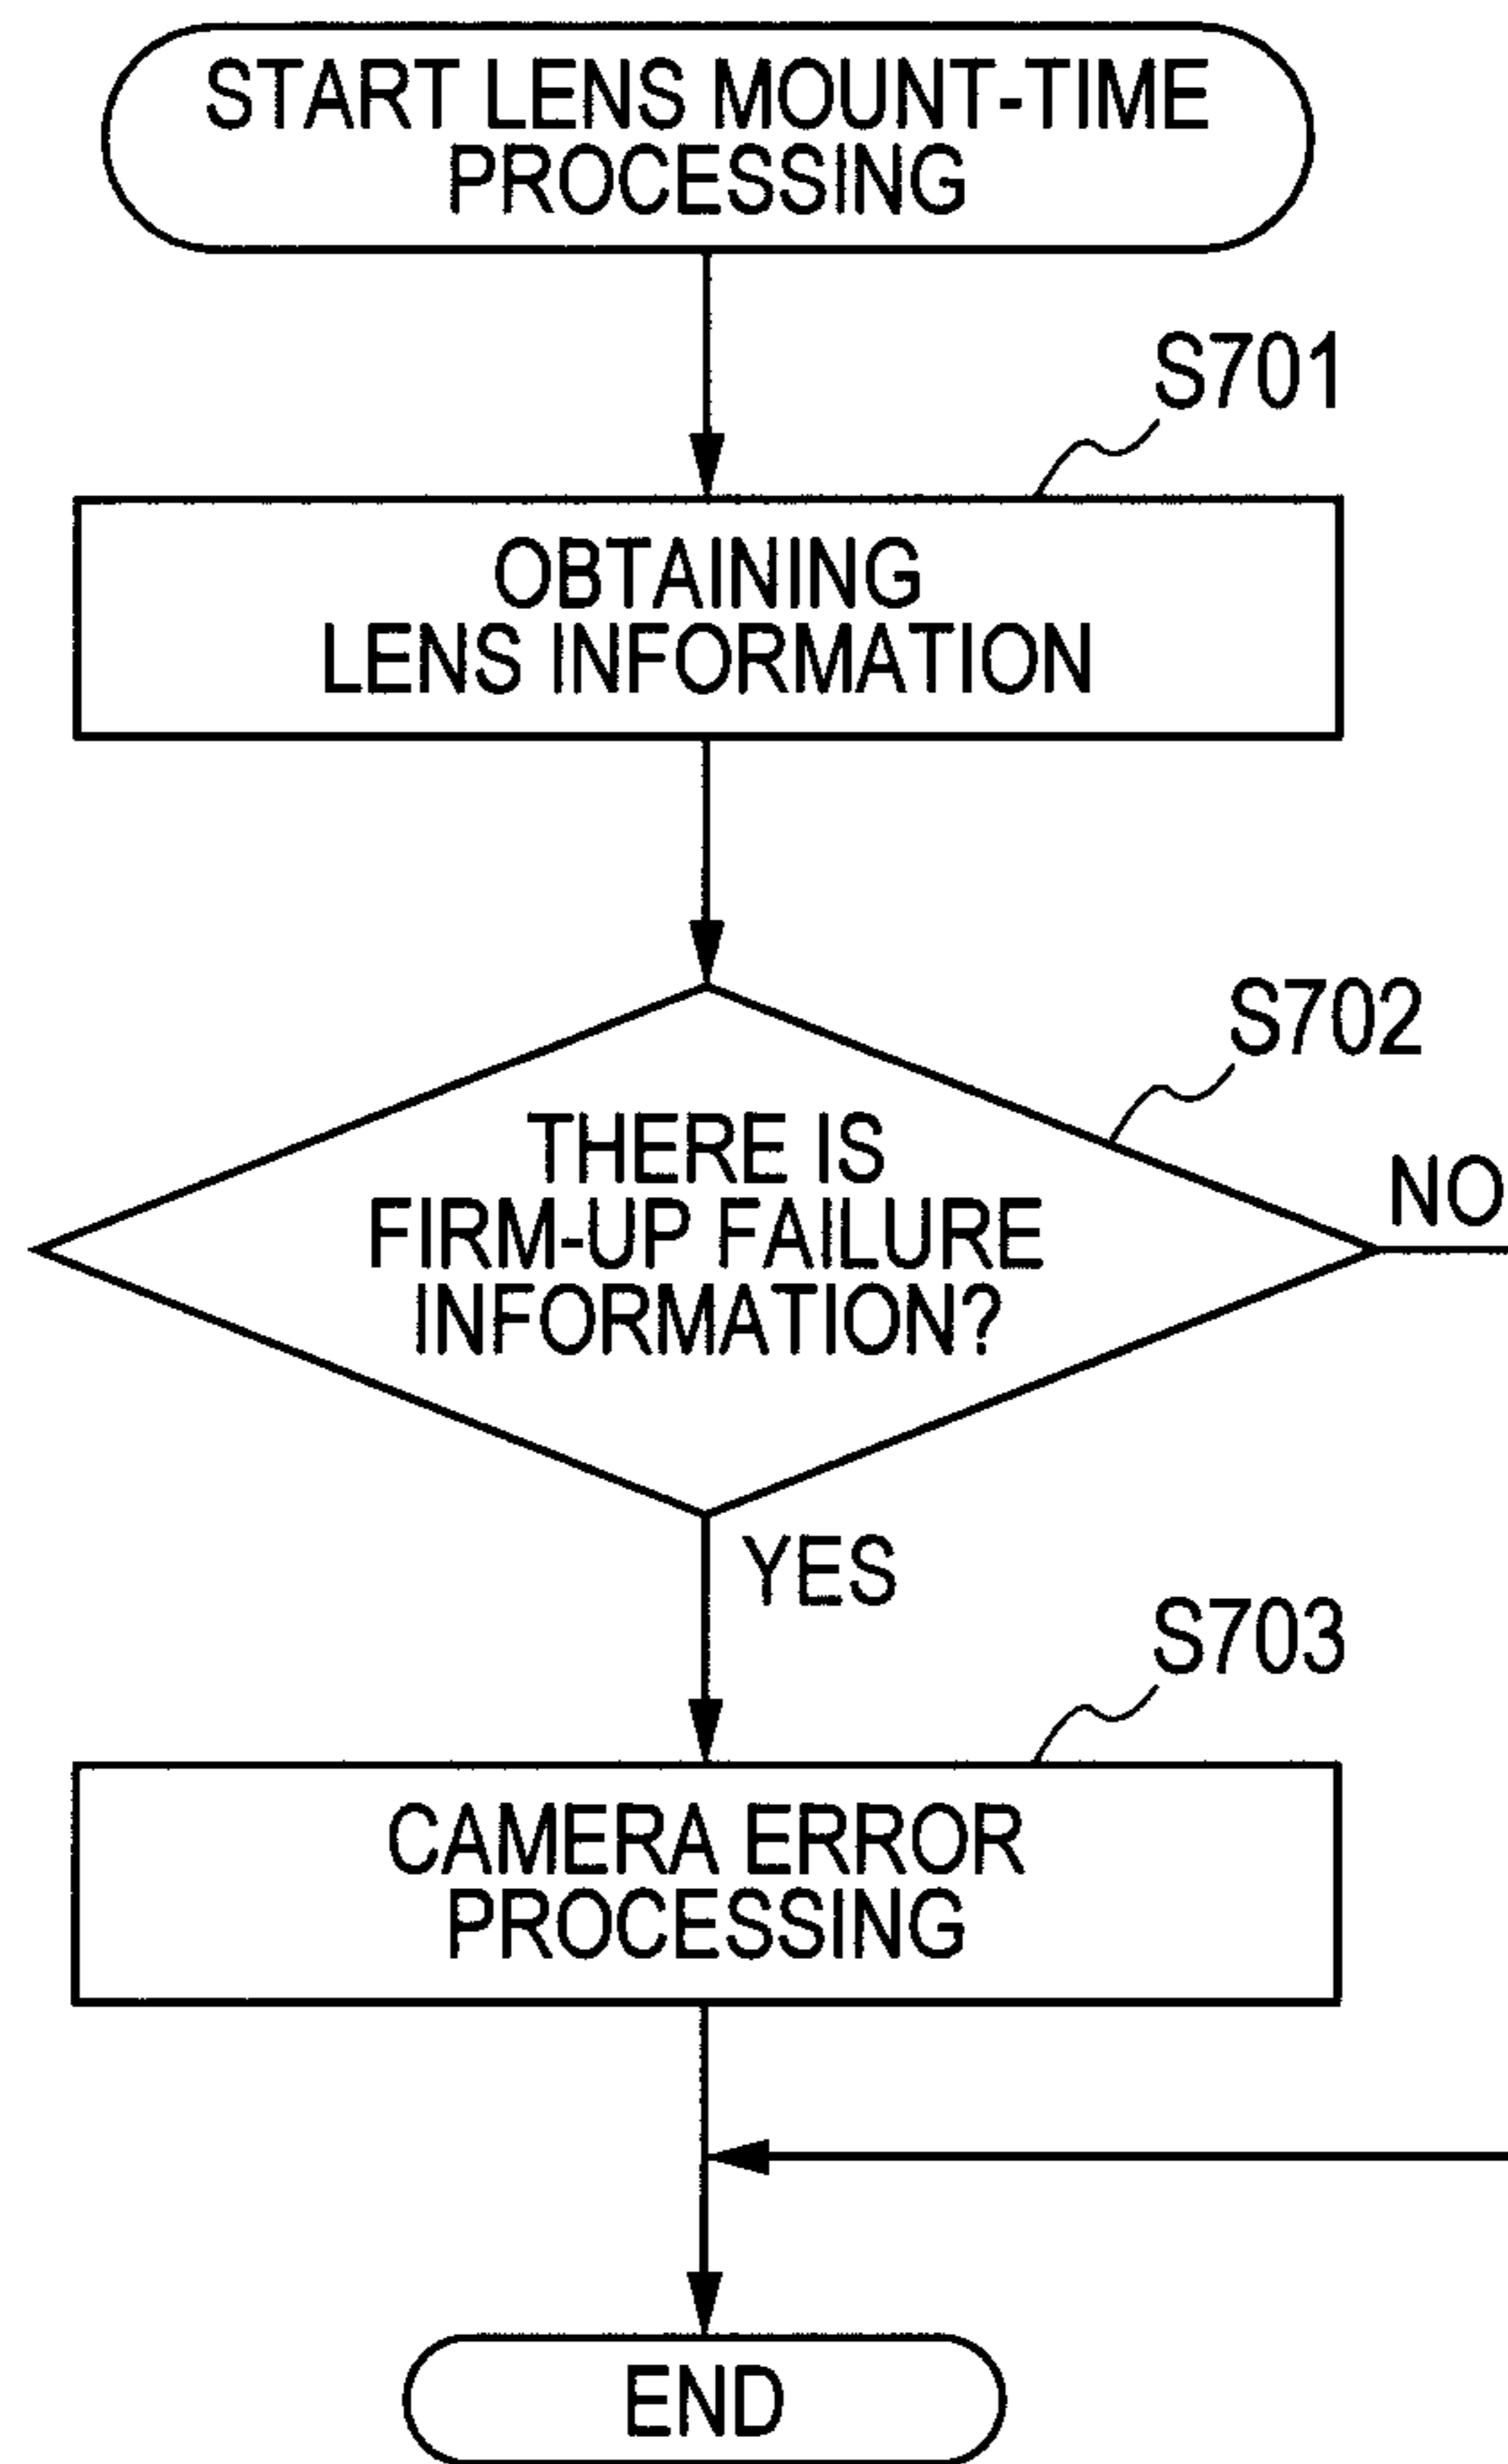 START LENS MOUNT-TIME
PROCESSING
S701
OBTAINING
LENS INFORMATION
S702
THERE IS
FIRM-UP FAILURE
INFORMATION?
NO
YES
S703
CAMERA ERROR
PROCESSING
END